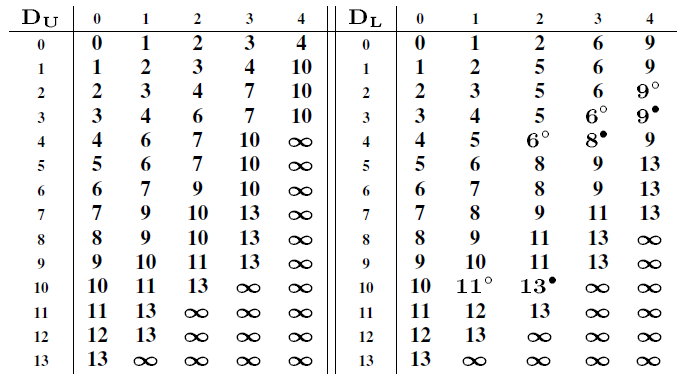 D_U 0 1 2 3 4 D_L 0 1 2 3 4
0 0 1 2 3 4 0 0 1 2 6 9
1 1 2 3 4 10 1 1 2 5 6 9
2 2 3 4 7 10 2 2 3 5 6 9°
3 3 4 6 7 10 3 3 4 5 6° 9•
4 4 6 7 10 ∞ 4 4 5 6° 8• 9
5 5 6 7 10 ∞ 5 5 6 8 9 13
6 6 7 9 10 ∞ 6 6 7 8 9 13
7 7 9 10 13 ∞ 7 7 8 9 11 13
8 8 9 10 13 ∞ 8 8 9 11 13 ∞
9 9 10 11 13 ∞ 9 9 10 11 13 ∞
10 10 11 13 ∞ ∞ 10 10 11° 13• ∞ ∞
11 11 13 ∞ ∞ ∞ 11 11 12 13 ∞ ∞
12 12 13 ∞ ∞ ∞ 12 12 13 ∞ ∞ ∞
13 13 ∞ ∞ ∞ ∞ 13 13 ∞ ∞ ∞ ∞